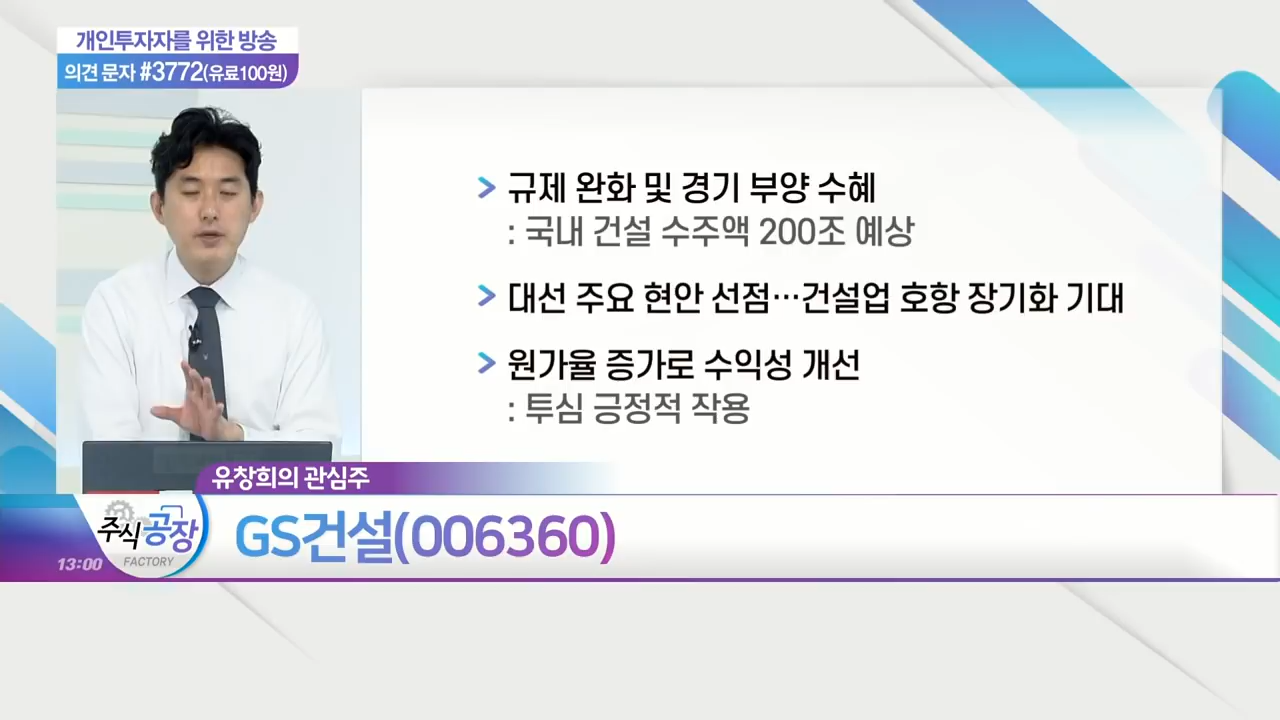 개인투자자를 위한 방송
의견 문자 #3772(유료100원)
> 규제 완화 및 경기 부양 수혜
: 국내 건설 수주액 200조 예상
> 대선 주요 현안 선점…건설업 호항 장기화 기대
> 원가율 증가로 수익성 개선
: 투심 긍정적 작용
유창희의 관심주
주식공장
FACTORY
13:00
GS건설(006360)